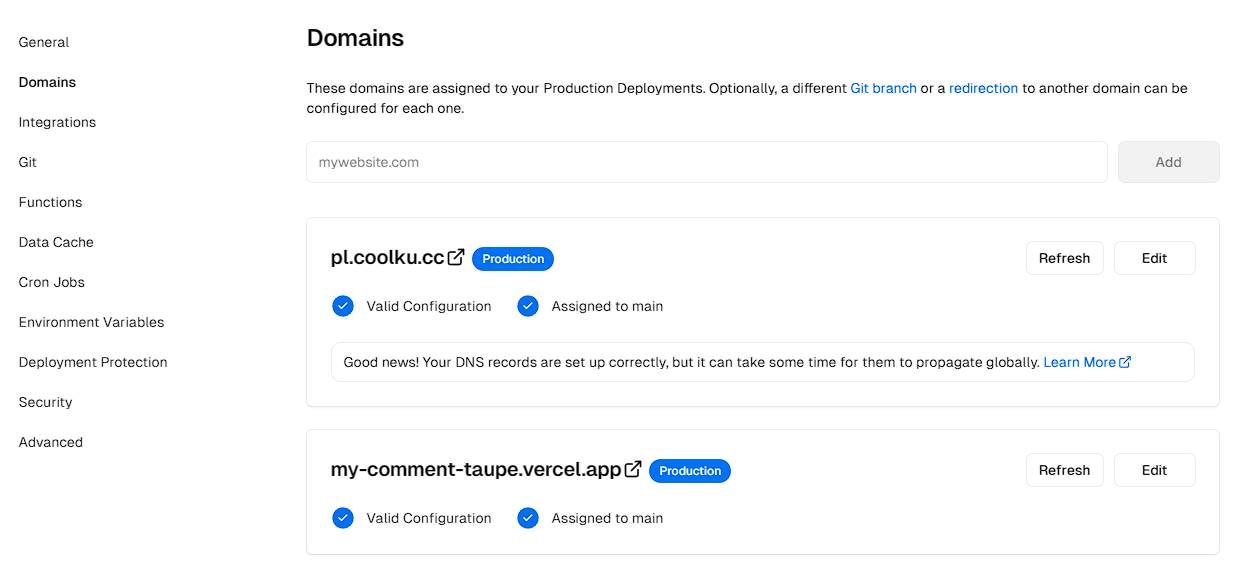 General
Domains
Integrations
Git
Functions
Data Cache
Cron Jobs
Environment Variables
Deployment Protection
Security
Advanced
Domains
These domains are assigned to your Production Deployments. Optionally, a different Git branch or a redirection to another domain can be
configured for each one.
mywebsite.com
Add
pl.coolku.cc Production
Refresh Edit
Valid Configuration Assigned to main
Good news! Your DNS records are set up correctly, but it can take some time for them to propagate globally. Learn More
my-comment-taupe.vercel.app Production
Refresh Edit
Valid Configuration Assigned to main